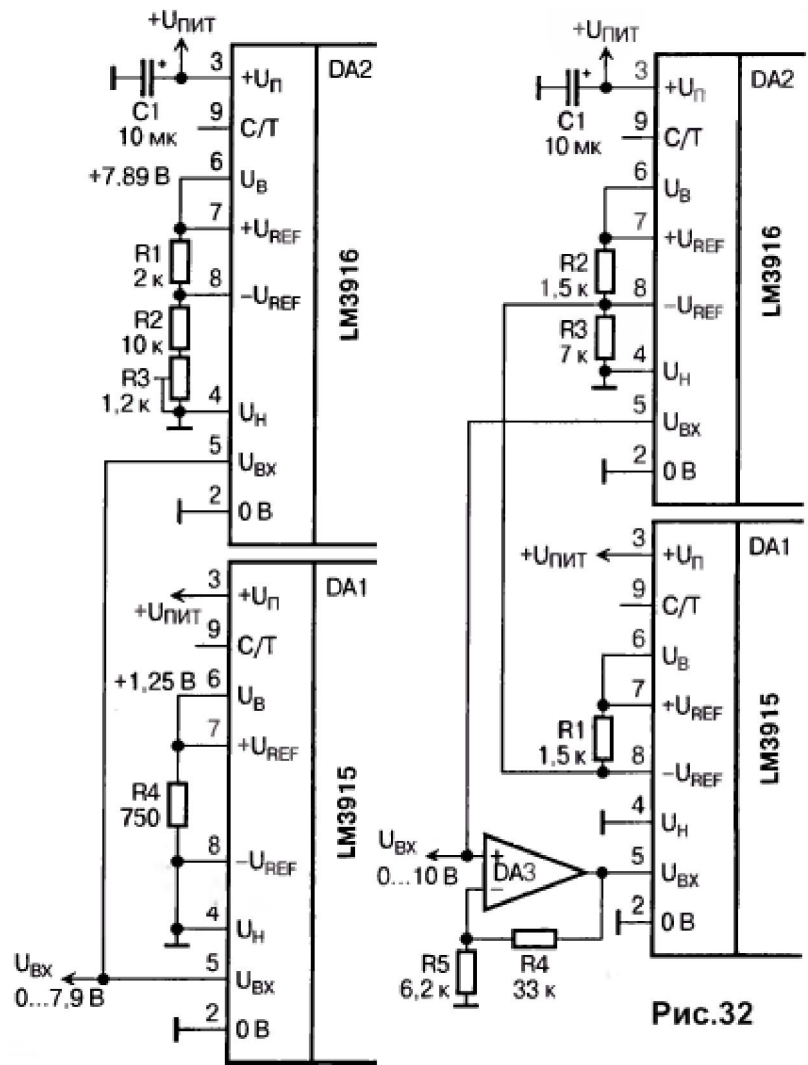 +UПИТ
3
+UП
DA2
C1
10 мк
9
C/T
+7.89 В
6
UВ
7
+UREF
R1
2 к
8
−UREF
R2
10 к
R3
1,2 к
4
UН
5
UВХ
2
0 В
LM3916
3
+UП
DA1
+UПИТ
9
C/T
+1,25 В
6
UВ
7
+UREF
R4
750
8
−UREF
4
UН
UВХ
0...7,9 В
5
UВХ
2
0 В
LM3915
+UПИТ
3
+UП
DA2
C1
10 мк
9
C/T
6
UВ
7
+UREF
R2
1,5 к
8
−UREF
R3
7 к
4
UН
5
UВХ
2
0 В
LM3916
3
+UП
DA1
+UПИТ
9
C/T
6
UВ
7
+UREF
R1
1,5 к
8
−UREF
4
UН
UВХ
0...10 В
+
DA3
−
5
UВХ
2
0 В
R5
6,2 к
R4
33 к
LM3915
Рис.32